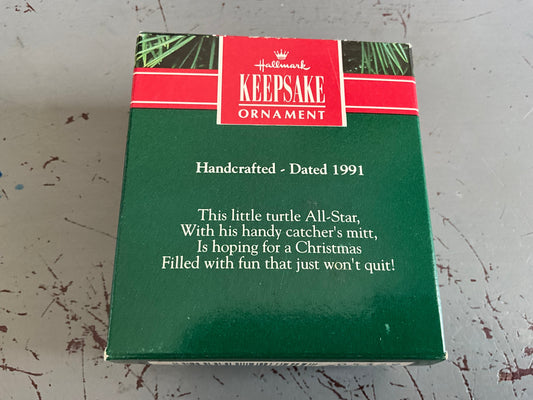 Hallmark
KEEPSAKE
ORNAMENT
Handcrafted - Dated 1991
This little turtle All-Star,
With his handy catcher's mitt,
Is hoping for a Christmas
Filled with fun that just won't quit!